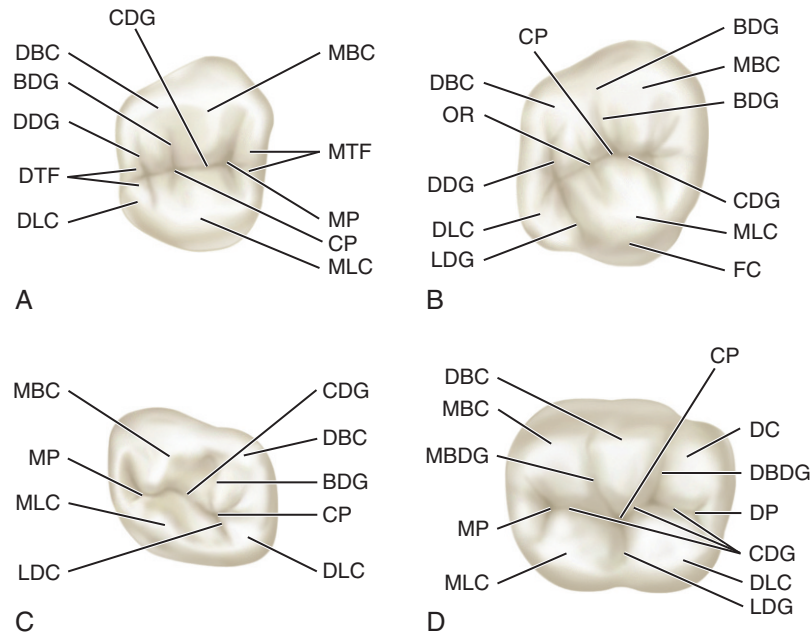 CDG
DBC
MBC
BDG
DDG
MTF
DTF
MP
DLC
CP
MLC
A
BDG
CP
MBC
DBC
BDG
OR
DDG
CDG
DLC
MLC
LDG
FC
B
MBC
CDG
DBC
MP
BDG
MLC
CP
LDC
DLC
C
CP
DBC
MBC
DC
MBDG
DBDG
MP
DP
CDG
MLC
DLC
LDG
D